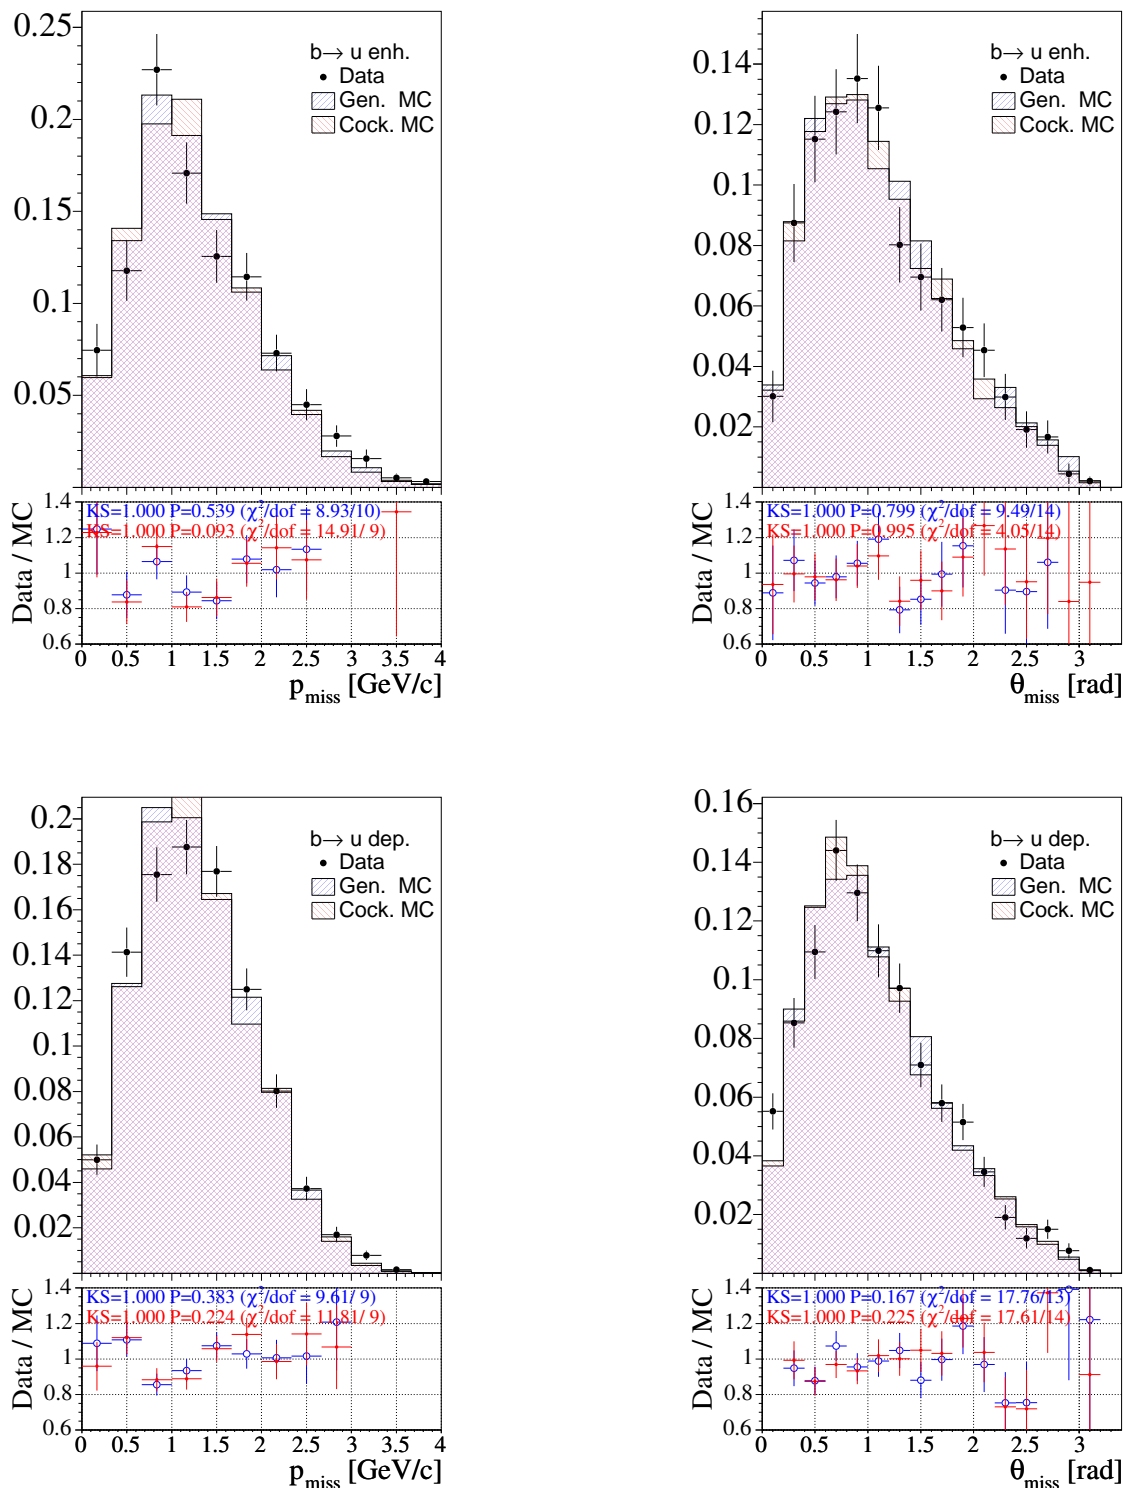 0.25
0.2
0.15
0.1
0.05
b→ u enh.
Data
Gen. MC
Cock. MC
Data / MC
1.4
1.2
1
0.8
0.6
KS=1.000 P=0.539 (χ²/dof = 8.93/10)
KS=1.000 P=0.093 (χ²/dof = 14.91/ 9)
0 0.5 1 1.5 2 2.5 3 3.5 4
p_miss [GeV/c]
0.14
0.12
0.1
0.08
0.06
0.04
0.02
b→ u enh.
Data
Gen. MC
Cock. MC
Data / MC
1.4
1.2
1
0.8
0.6
KS=1.000 P=0.799 (χ²/dof = 9.49/14)
KS=1.000 P=0.995 (χ²/dof = 4.05/14)
0 0.5 1 1.5 2 2.5 3
θ_miss [rad]
0.2
0.18
0.16
0.14
0.12
0.1
0.08
0.06
0.04
0.02
b→ u dep.
Data
Gen. MC
Cock. MC
Data / MC
1.4
1.2
1
0.8
0.6
KS=1.000 P=0.383 (χ²/dof = 9.61/ 9)
KS=1.000 P=0.224 (χ²/dof = 11.81/ 9)
0 0.5 1 1.5 2 2.5 3 3.5 4
p_miss [GeV/c]
0.16
0.14
0.12
0.1
0.08
0.06
0.04
0.02
b→ u dep.
Data
Gen. MC
Cock. MC
Data / MC
1.4
1.2
1
0.8
0.6
KS=1.000 P=0.167 (χ²/dof = 17.76/13)
KS=1.000 P=0.225 (χ²/dof = 17.61/14)
0 0.5 1 1.5 2 2.5 3
θ_miss [rad]